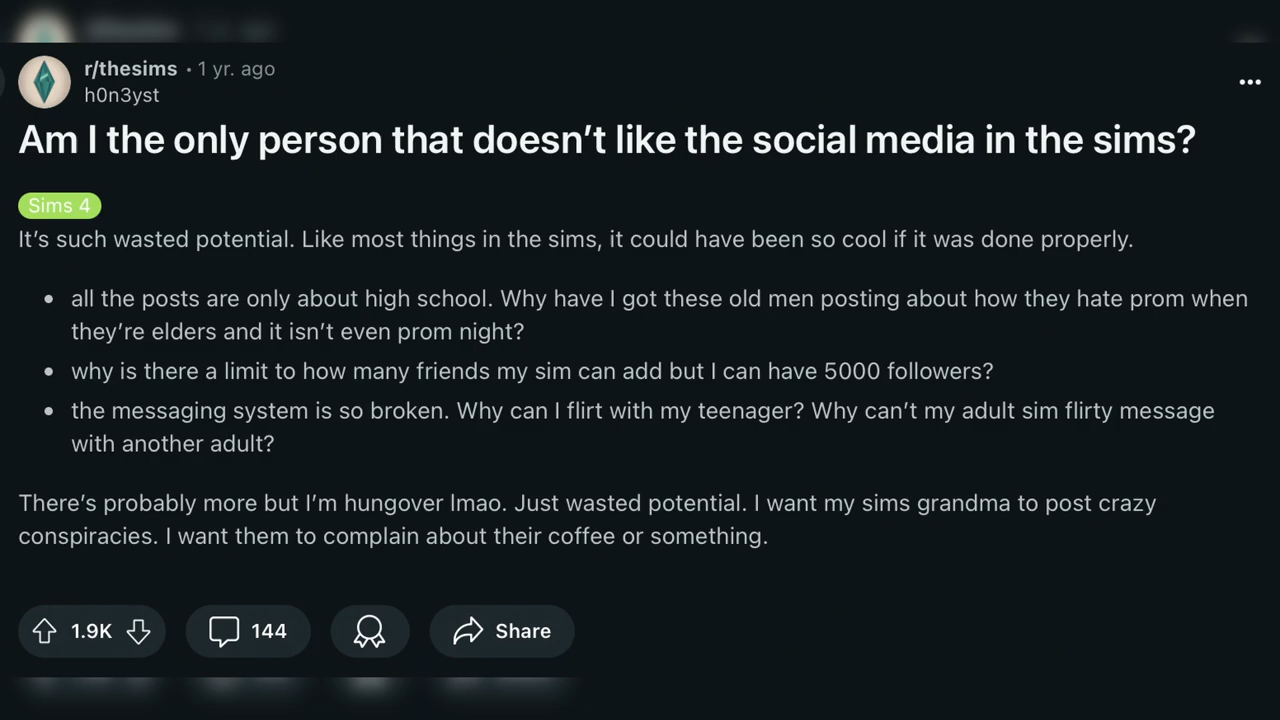 r/thesims • 1 yr. ago
h0n3yst
Am I the only person that doesn’t like the social media in the sims?
Sims 4
It’s such wasted potential. Like most things in the sims, it could have been so cool if it was done properly.
• all the posts are only about high school. Why have I got these old men posting about how they hate prom when
they’re elders and it isn’t even prom night?
• why is there a limit to how many friends my sim can add but I can have 5000 followers?
• the messaging system is so broken. Why can I flirt with my teenager? Why can’t my adult sim flirty message
with another adult?
There’s probably more but I’m hungover lmao. Just wasted potential. I want my sims grandma to post crazy
conspiracies. I want them to complain about their coffee or something.
1.9K 144 Share